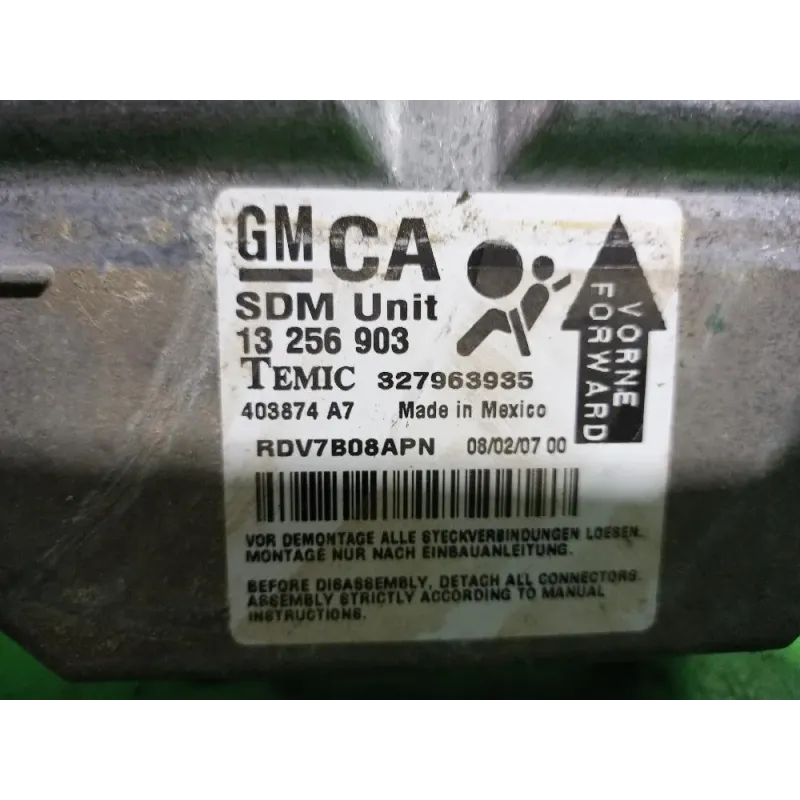 GM CA
SDM Unit
13 256 903
TEMIC 327963935
403874 A7 Made in Mexico
RDV7B08APN 08/02/07 00
VOR DEMONTAGE ALLE STECKVERBINDUNGEN LOESEN.
MONTAGE NUR NACH EINBAUANLEITUNG.
BEFORE DISASSEMBLY, DETACH ALL CONNECTORS.
ASSEMBLY STRICTLY ACCORDING TO MANUAL
INSTRUCTIONS.
VORNE
FORWARD